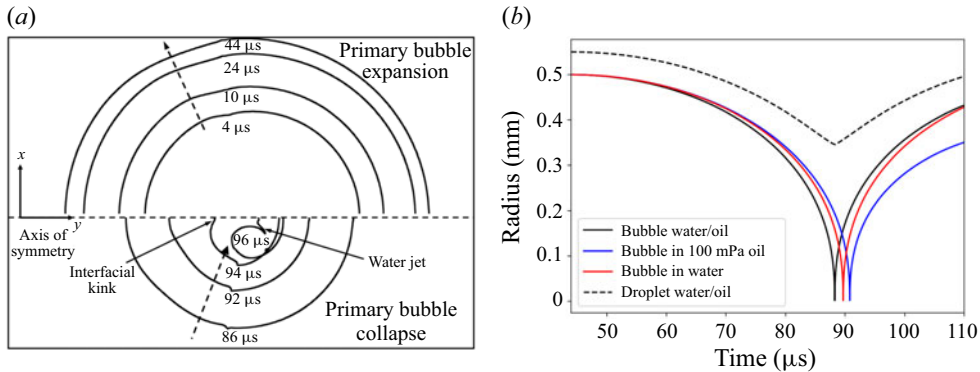 (a)
44 μs
24 μs
10 μs
4 μs
Primary bubble
expansion
x
y
Axis of
symmetry
Interfacial
kink
96 μs
94 μs
92 μs
86 μs
Water jet
Primary bubble
collapse
(b)
Radius (mm)
0.5
0.4
0.3
0.2
0.1
0
Bubble water/oil
Bubble in 100 mPa oil
Bubble in water
Droplet water/oil
50
60
70
80
90
100
110
Time (μs)